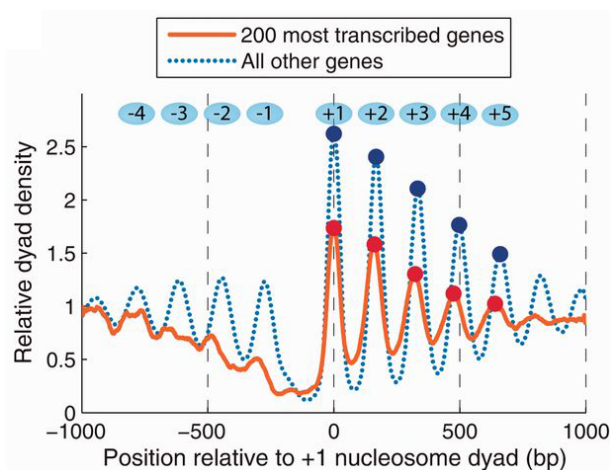 200 most transcribed genes
All other genes
-4 -3 -2 -1 +1 +2 +3 +4 +5
Relative dyad density
2.5
2
1.5
1
0.5
0
−1000 −500 0 500 1000
Position relative to +1 nucleosome dyad (bp)